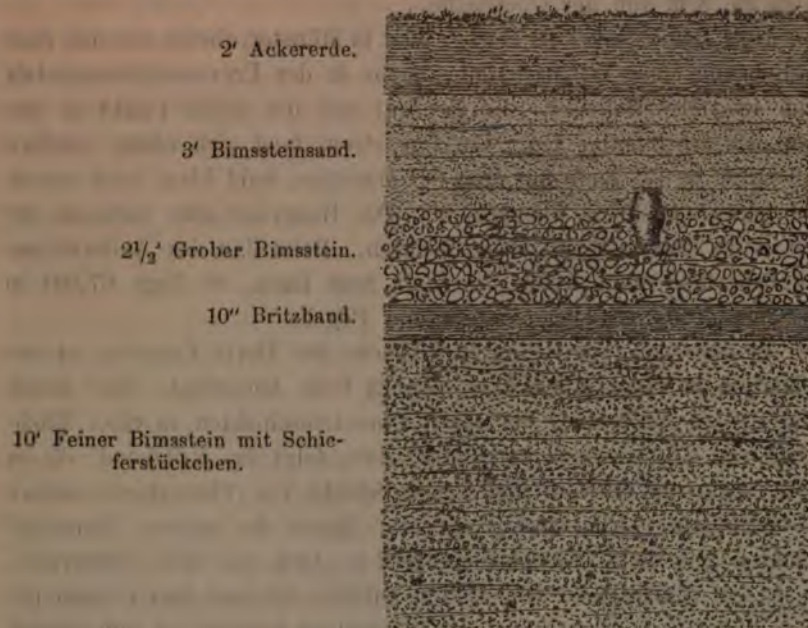 2′ Ackererde.
3′ Bimssteinsand.
2½′ Grober Bimsstein.
10″ Britzband.
10′ Feiner Bimsstein mit Schie-
ferstückchen.